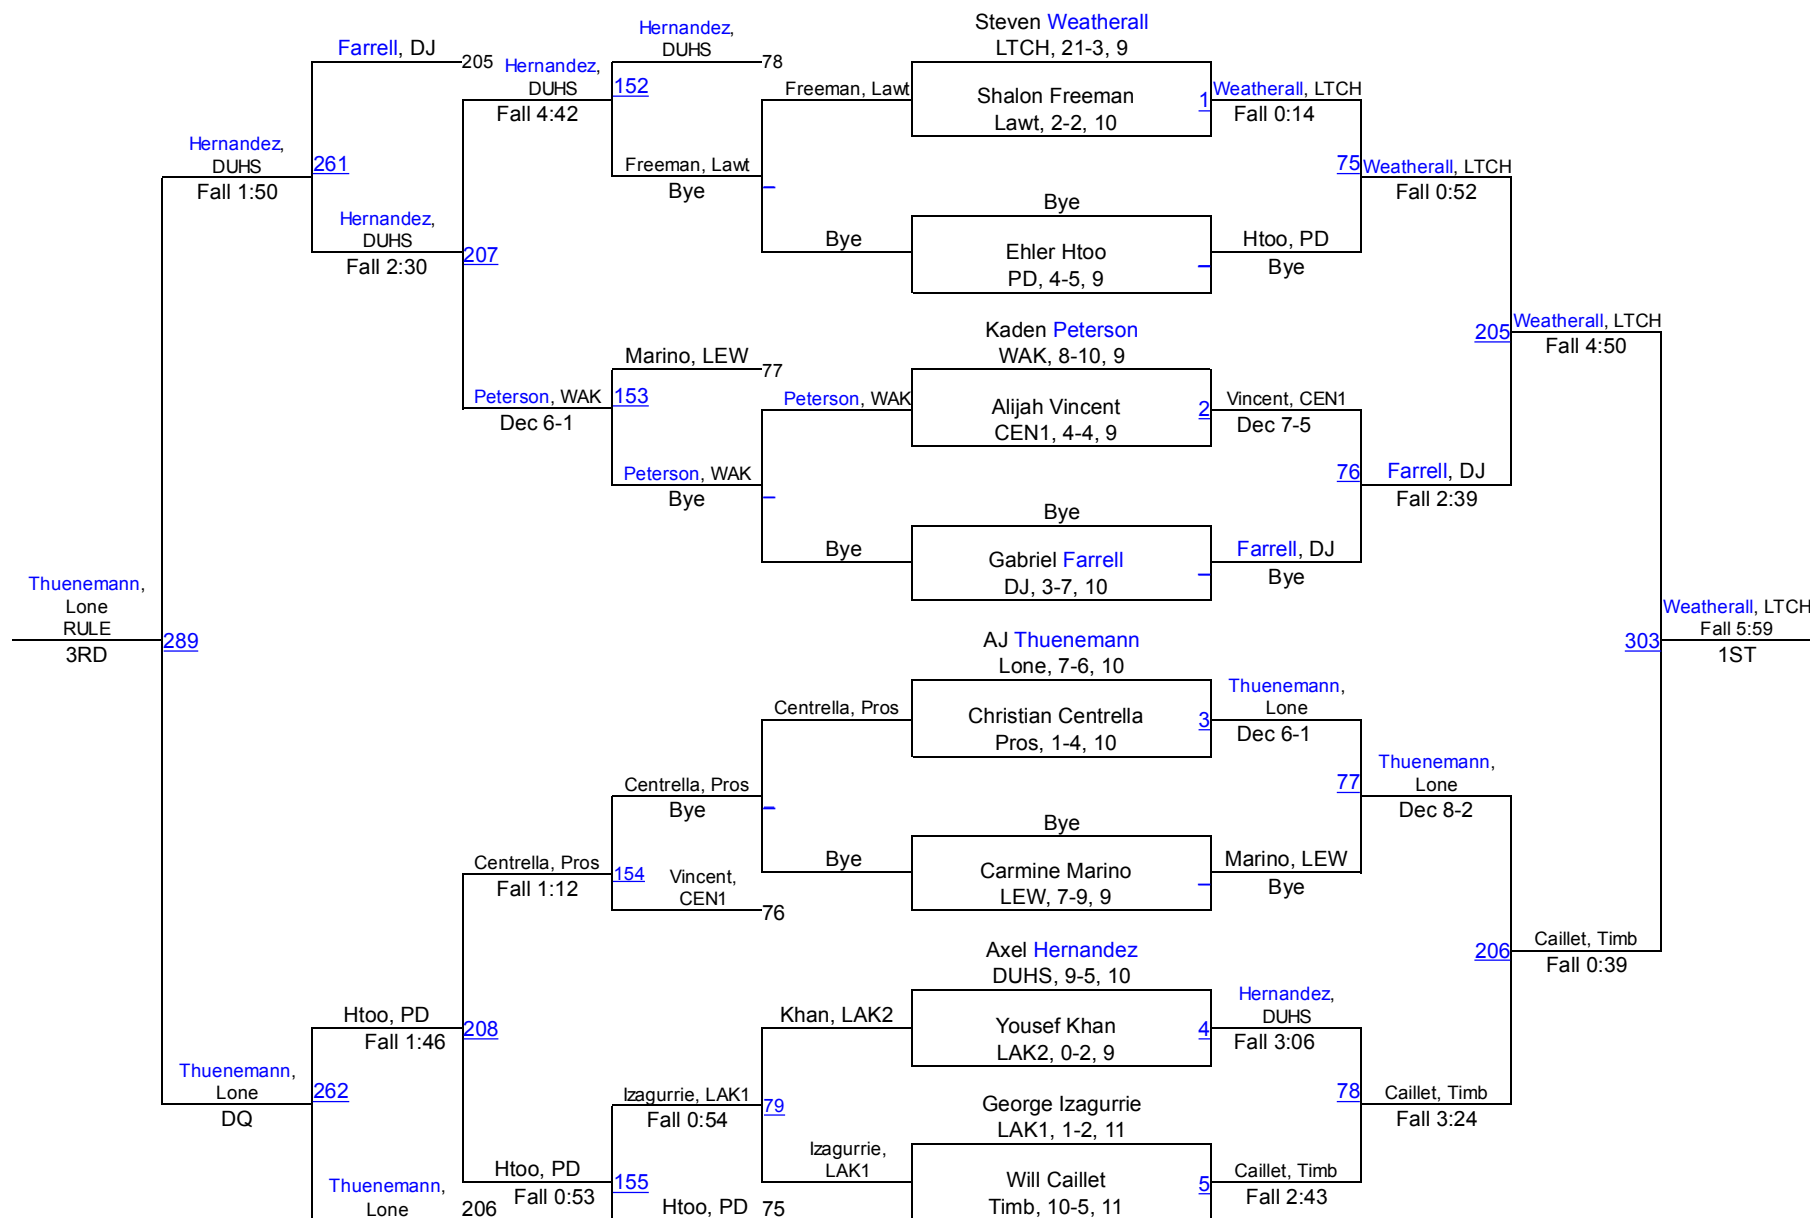 Steven Weatherall
LTCH, 21-3, 9
Shalon Freeman
Lawt, 2-2, 10
1
Bye
Ehler Htoo
PD, 4-5, 9
Kaden Peterson
WAK, 8-10, 9
Alijah Vincent
CEN1, 4-4, 9
2
Bye
Gabriel Farrell
DJ, 3-7, 10
AJ Thuenemann
Lone, 7-6, 10
Christian Centrella
Pros, 1-4, 10
3
Bye
Carmine Marino
LEW, 7-9, 9
Axel Hernandez
DUHS, 9-5, 10
Yousef Khan
LAK2, 0-2, 9
4
George Izagurrie
LAK1, 1-2, 11
Will Caillet
Timb, 10-5, 11
5
Weatherall, LTCH
Fall 0:14
75
Htoo, PD
Bye
Vincent, CEN1
Dec 7-5
76
Farrell, DJ
Bye
Thuenemann,
Lone
Dec 6-1
77
Marino, LEW
Bye
Hernandez,
DUHS
Fall 3:06
78
Caillet, Timb
Fall 2:43
Weatherall, LTCH
Fall 0:52
205
Farrell, DJ
Fall 2:39
Thuenemann,
Lone
Dec 8-2
206
Caillet, Timb
Fall 3:24
Weatherall, LTCH
Fall 4:50
303
Caillet, Timb
Fall 0:39
Weatherall, LTCH
Fall 5:59
1ST
Freeman, Lawt
Bye
Peterson, WAK
Bye
Centrella, Pros
Bye
Khan, LAK2
79
Izagurrie,
LAK1
Hernandez,
DUHS
78
152
Freeman, Lawt
Bye
Marino, LEW
77
153
Peterson, WAK
Bye
Centrella, Pros
Bye
154
Vincent,
CEN1
76
Izagurrie, LAK1
Fall 0:54
155
Htoo, PD
75
Hernandez,
DUHS
Fall 4:42
207
Peterson, WAK
Dec 6-1
Centrella, Pros
Fall 1:12
208
Htoo, PD
Fall 0:53
Farrell, DJ
205
261
Hernandez,
DUHS
Fall 2:30
Htoo, PD
Fall 1:46
262
Thuenemann,
Lone
206
Hernandez,
DUHS
Fall 1:50
289
Thuenemann,
Lone
DQ
Thuenemann,
Lone
RULE
3RD